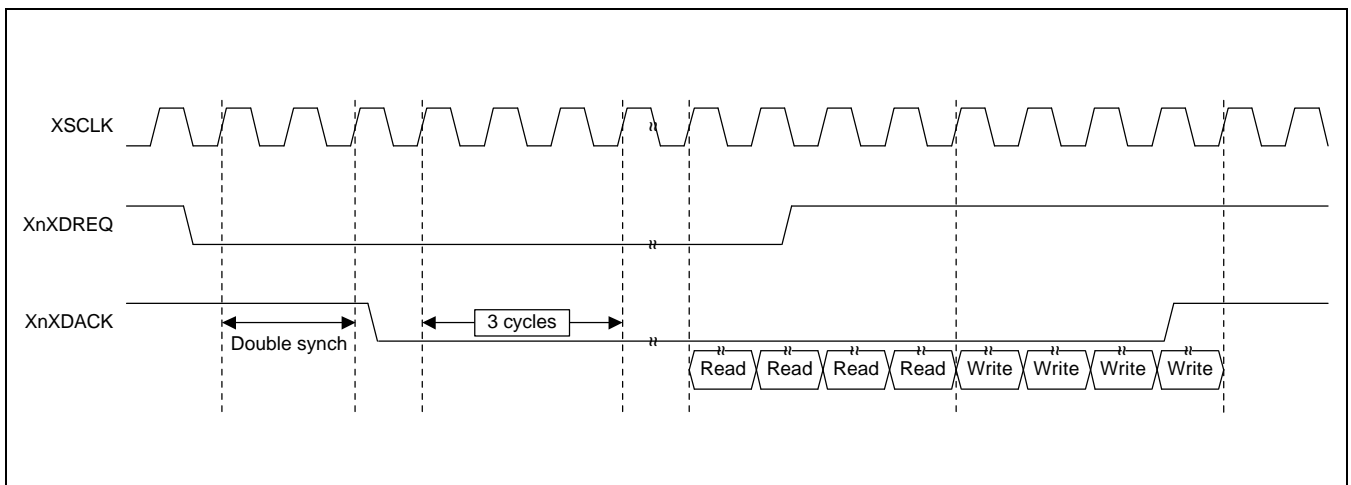 XSCLK
XnXDREQ
XnXDACK
3 cycles
Double synch
Read Read Read Read Write Write Write Write